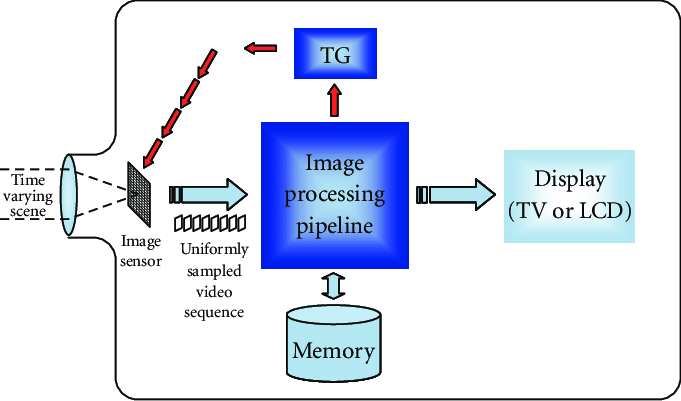 TG
Time
varying
scene
Image
sensor
Uniformly
sampled
video
sequence
Image
processing
pipeline
Display
(TV or LCD)
Memory